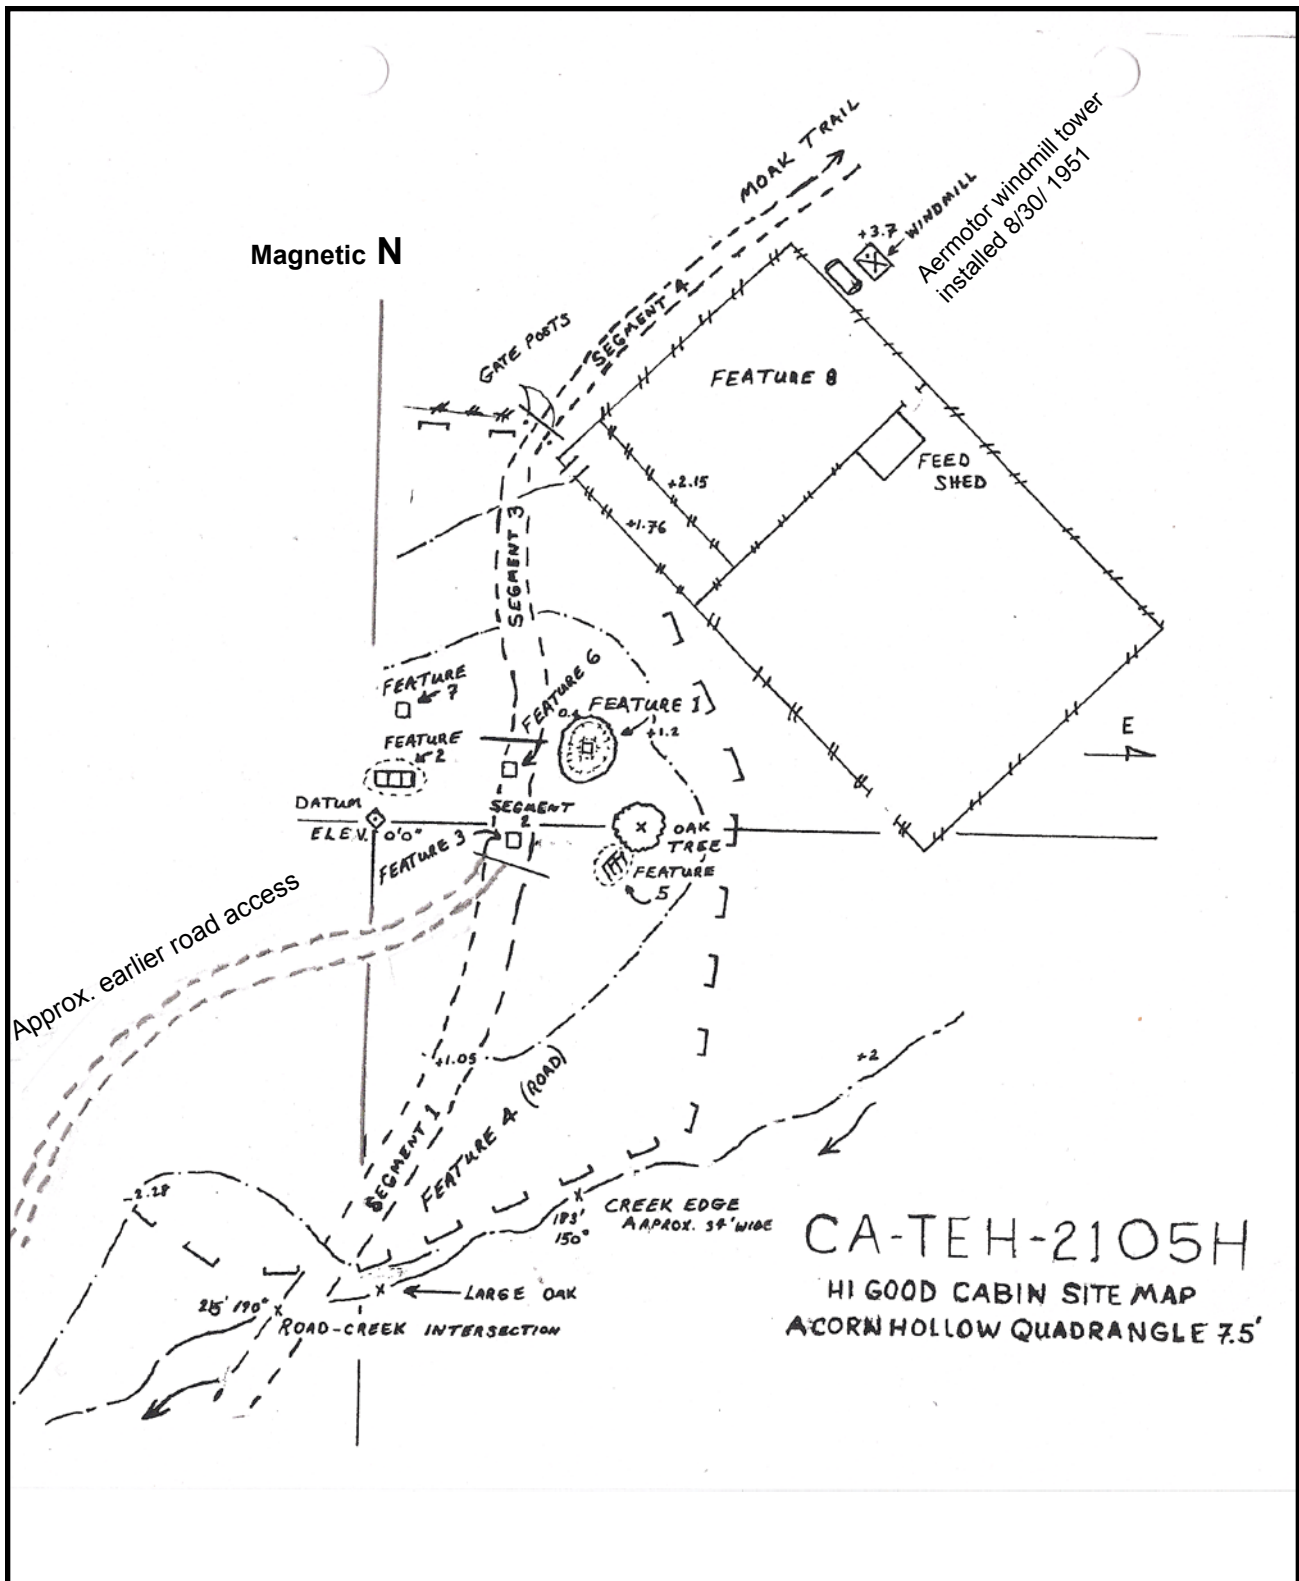 MOAK TRAIL
Aermotor windmill tower
installed 8/30/ 1951
WINDMILL
+3.7
Magnetic N
SEGMENT 4
GATE POSTS
FEATURE 8
FEED
SHED
+2.15
+1.76
SEGMENT 3
FEATURE
7
FEATURE 6
FEATURE 1
+1.2
FEATURE
2
E
DATUM
ELEV. 0'0"
SEGMENT
2
FEATURE 3
OAK
TREE
FEATURE
5
Approx. earlier road access
+1.05
+2
SEGMENT 1
FEATURE 4 (ROAD)
-2.28
CREEK EDGE
APPROX. 34' WIDE
183'
150°
LARGE OAK
215' 190°
ROAD-CREEK INTERSECTION
CA-TEH-2105H
HI GOOD CABIN SITE MAP
ACORN HOLLOW QUADRANGLE 7.5'